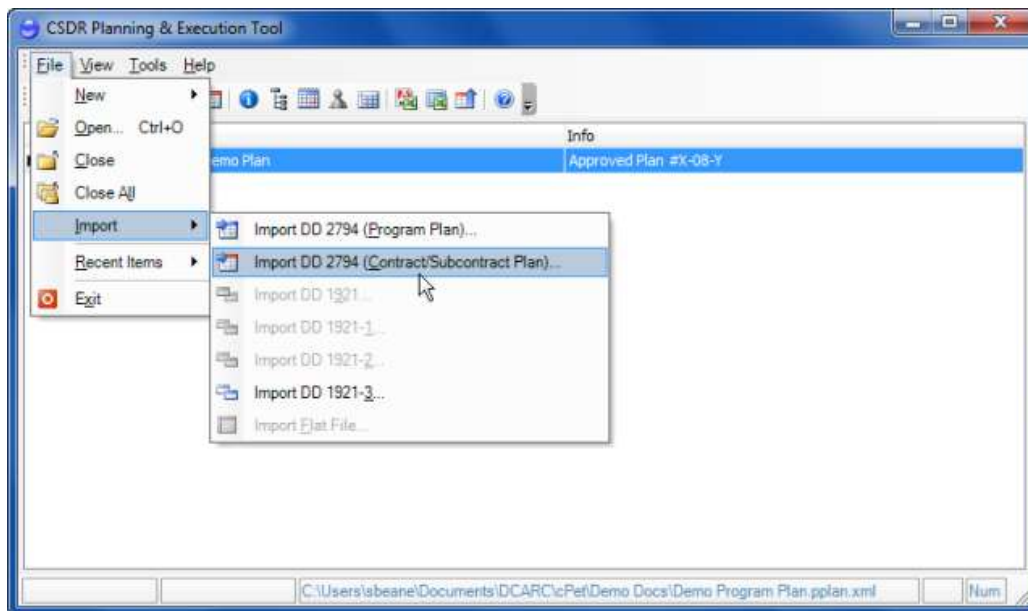 CSDR Planning & Execution Tool
File View Tools Help
New
Open... Ctrl+O
Info
Close
emo Plan
Approved Plan #X-08-Y
Close All
Import
Import DD 2794 (Program Plan)...
Recent Items
Import DD 2794 (Contract/Subcontract Plan)...
Exit
Import DD 1921...
Import DD 1921-1...
Import DD 1921-2...
Import DD 1921-3...
Import Flat File...
C:\Users\sbeane\Documents\DCARC\cPet\Demo Docs\Demo Program Plan.pplan.xml
Num